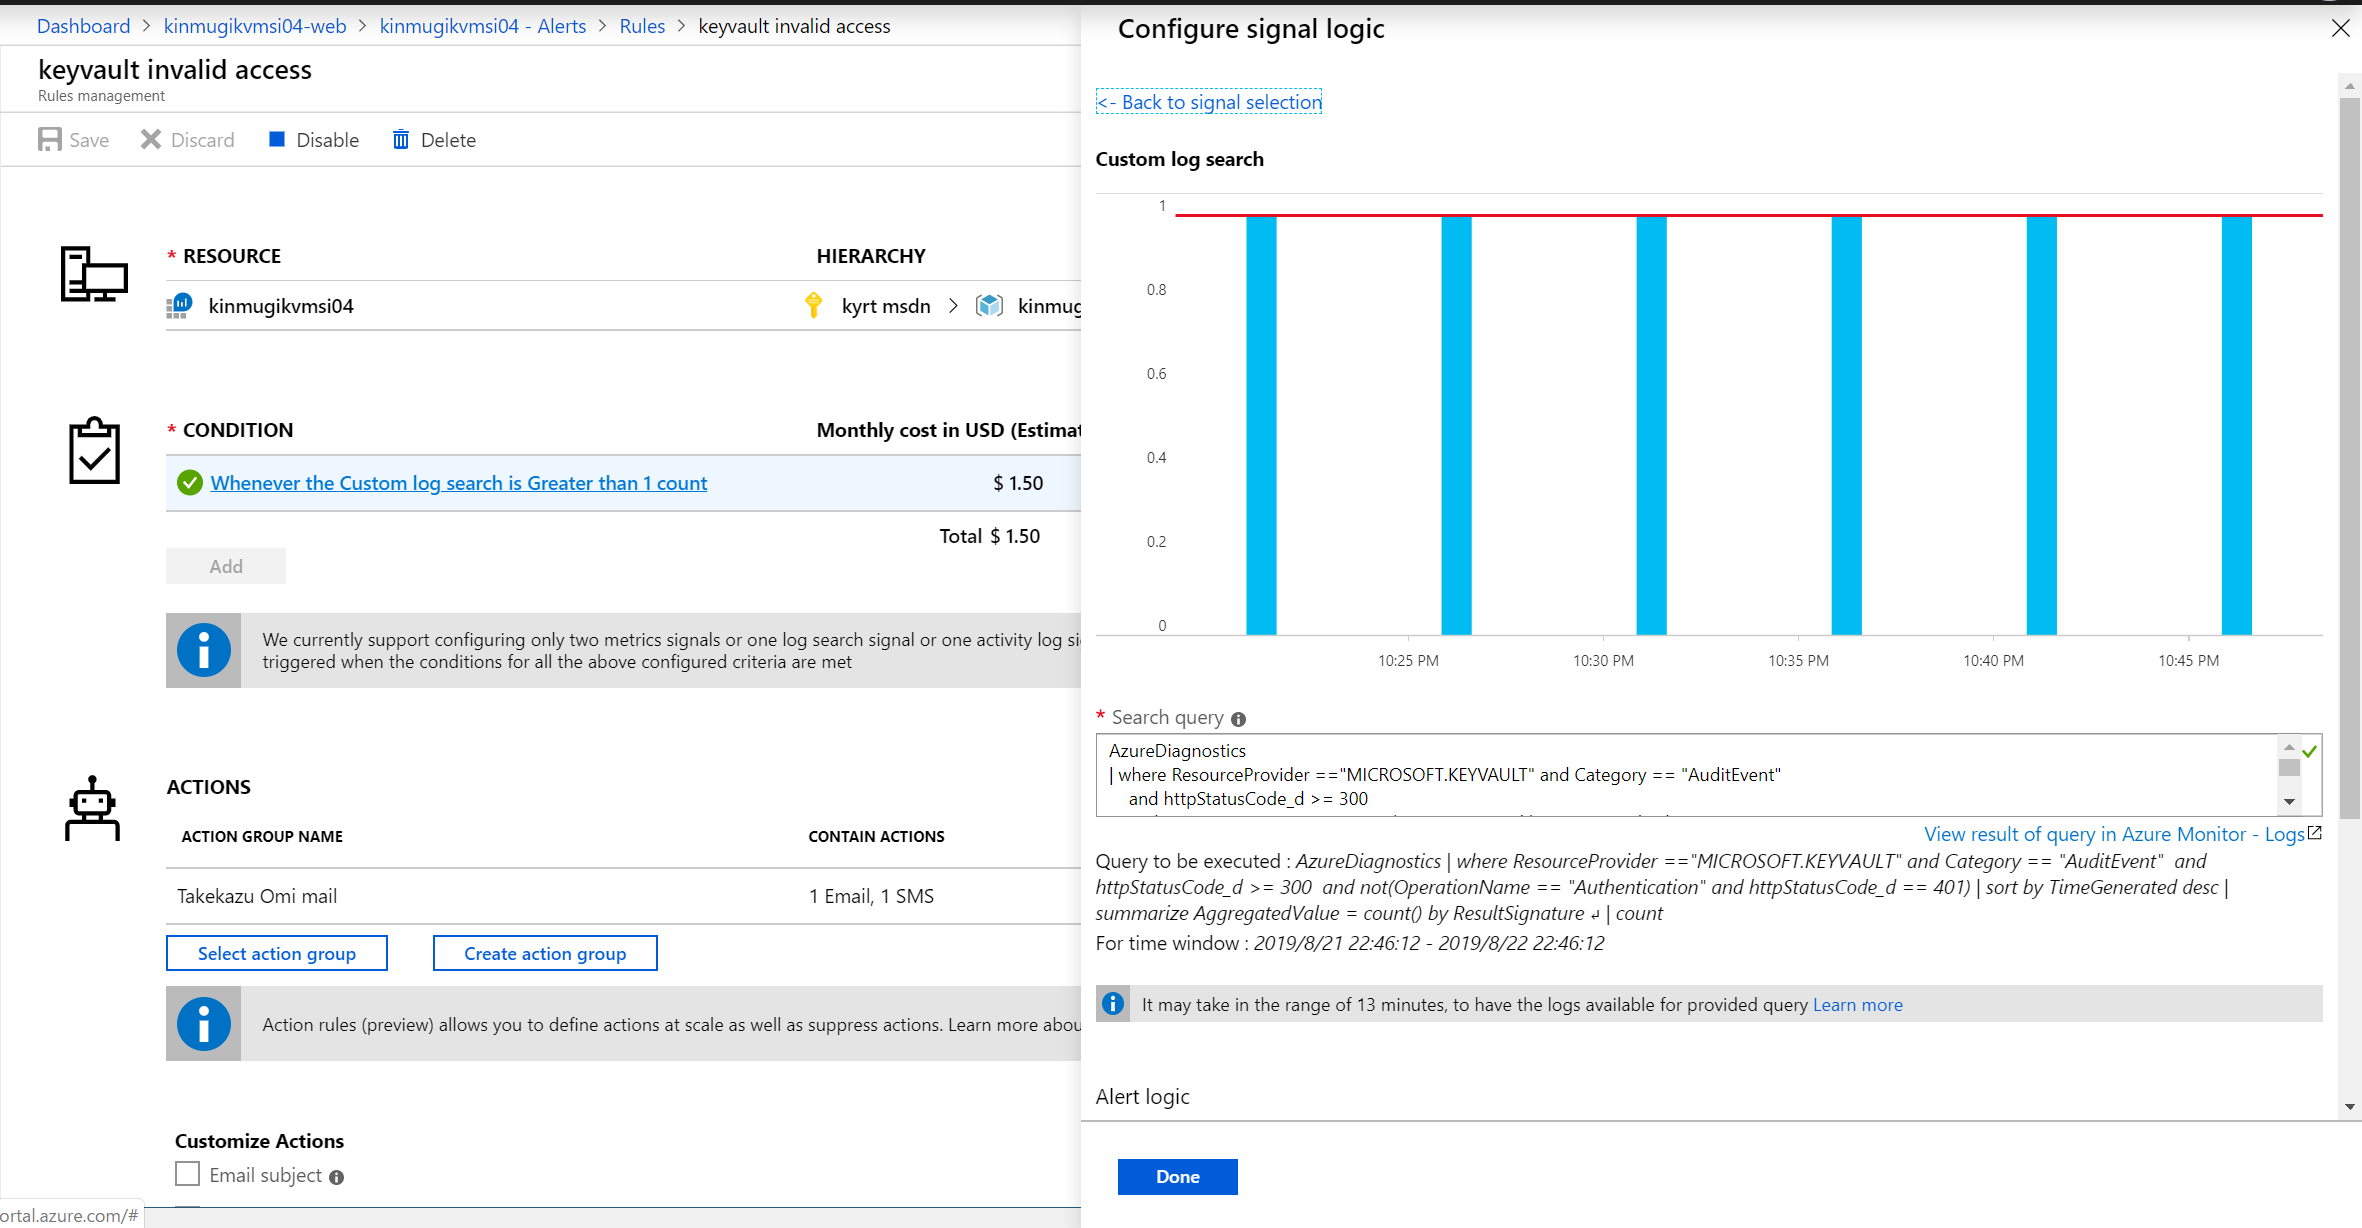 Dashboard > kinmugikvmsi04-web > kinmugikvmsi04 - Alerts > Rules > keyvault invalid access
keyvault invalid access
Rules management
Save Discard Disable Delete
* RESOURCE HIERARCHY
kinmugikvmsi04 kyrt msdn > kinmug
* CONDITION Monthly cost in USD (Estimat
Whenever the Custom log search is Greater than 1 count $ 1.50
Total $ 1.50
Add
We currently support configuring only two metrics signals or one log search signal or one activity log si
triggered when the conditions for all the above configured criteria are met
ACTIONS
ACTION GROUP NAME CONTAIN ACTIONS
Takekazu Omi mail 1 Email, 1 SMS
Select action group Create action group
Action rules (preview) allows you to define actions at scale as well as suppress actions. Learn more abou
Customize Actions
Email subject
ortal.azure.com/#
Configure signal logic
<- Back to signal selection
Custom log search
1
0.8
0.6
0.4
0.2
0
10:25 PM 10:30 PM 10:35 PM 10:40 PM 10:45 PM
* Search query
AzureDiagnostics
| where ResourceProvider =="MICROSOFT.KEYVAULT" and Category == "AuditEvent"
and httpStatusCode_d >= 300
View result of query in Azure Monitor - Logs
Query to be executed : AzureDiagnostics | where ResourceProvider =="MICROSOFT.KEYVAULT" and Category == "AuditEvent" and
httpStatusCode_d >= 300 and not(OperationName == "Authentication" and httpStatusCode_d == 401) | sort by TimeGenerated desc |
summarize AggregatedValue = count() by ResultSignature ↲ | count
For time window : 2019/8/21 22:46:12 - 2019/8/22 22:46:12
It may take in the range of 13 minutes, to have the logs available for provided query Learn more
Alert logic
Done